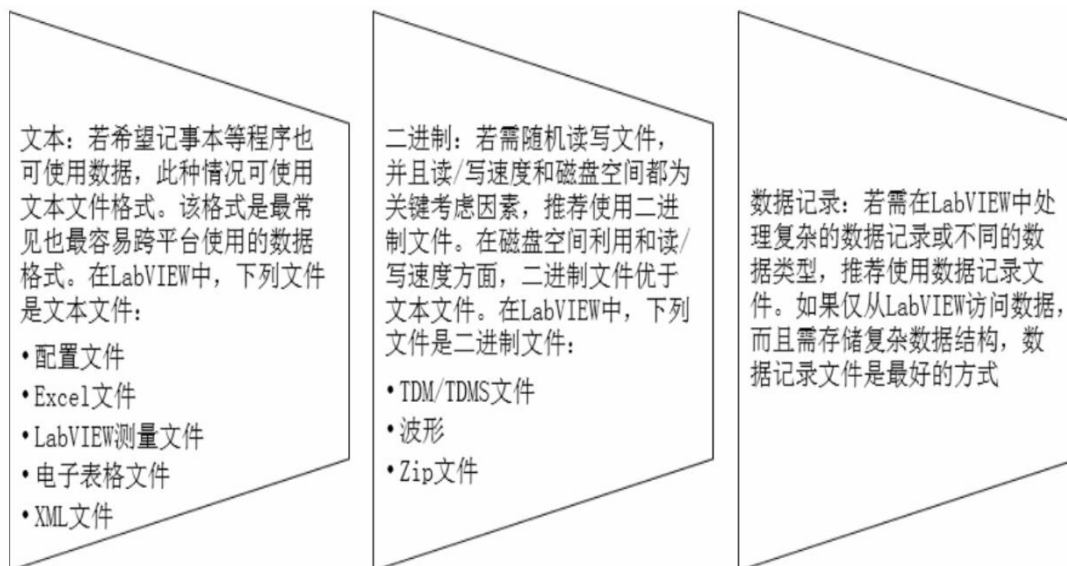 文本：若希望记事本等程序也
可使用数据，此种情况可使用
文本文件格式。该格式是最常
见也最容易跨平台使用的数据
格式。在LabVIEW中，下列文件
是文本文件：
•配置文件
•Excel文件
•LabVIEW测量文件
•电子表格文件
•XML文件
二进制：若需随机读写文件，
并且读/写速度和磁盘空间都为
关键考虑因素，推荐使用二进
制文件。在磁盘空间利用和读/
写速度方面，二进制文件优于
文本文件。在LabVIEW中，下列
文件是二进制文件：
•TDM/TDMS文件
•波形
•Zip文件
数据记录：若需在LabVIEW中处
理复杂的数据记录或不同的数
据类型，推荐使用数据记录文
件。如果仅从LabVIEW访问数据，
而且需存储复杂数据结构，数
据记录文件是最好的方式